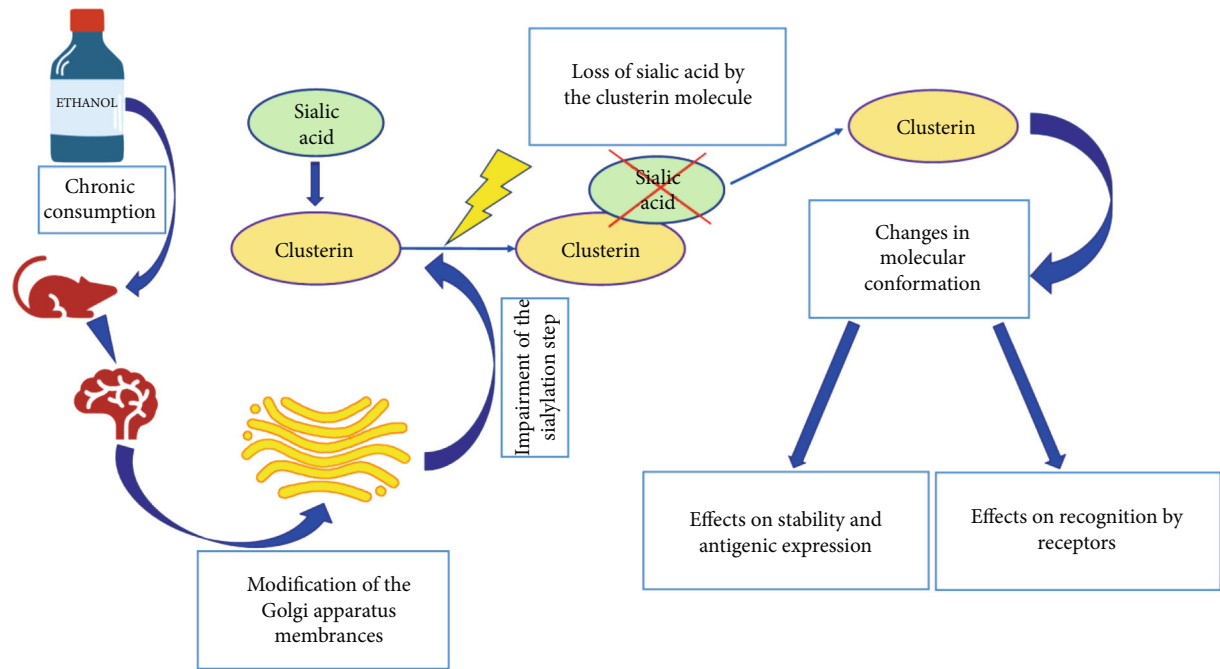 ETHANOL
Chronic
consumption
Sialic
acid
Clusterin
Impairment of the
sialylation step
Modification of the
Golgi apparatus
membrances
Loss of sialic acid by
the clusterin molecule
Sialic
acid
Clusterin
Clusterin
Changes in
molecular
conformation
Effects on stability and
antigenic expression
Effects on recognition by
receptors